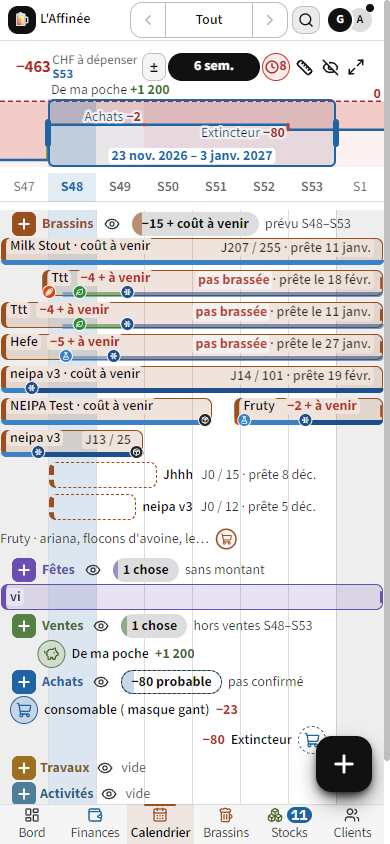 L'Affinée
Tout
G
A
−463 CHF à dépenser
S53
±
6 sem.
8
De ma poche +1 200
0
Achats −2
Extincteur −80
23 nov. 2026 – 3 janv. 2027
S47 S48 S49 S50 S51 S52 S53 S1
Brassins −15 + coût à venir prévu S48–S53
Milk Stout · coût à venir J207 / 255 · prête 11 janv.
Ttt −4 + à venir pas brassée · prête le 18 févr.
Ttt −4 + à venir pas brassée · prête le 11 janv.
Hefe −5 + à venir pas brassée · prête le 27 janv.
neipa v3 · coût à venir J14 / 101 · prête 19 févr.
NEIPA Test · coût à venir Fruty −2 + à venir
neipa v3 J13 / 25
Jhhh J0 / 15 · prête 8 déc.
neipa v3 J0 / 12 · prête 5 déc.
Fruty · ariana, flocons d'avoine, le…
Fêtes 1 chose sans montant
vi
Ventes 1 chose hors ventes S48–S53
De ma poche +1 200
Achats −80 probable pas confirmé
consomable ( masque gant) −23
−80 Extincteur
Travaux vide
Activités vide
Bord Finances Calendrier Brassins Stocks 11 Clients